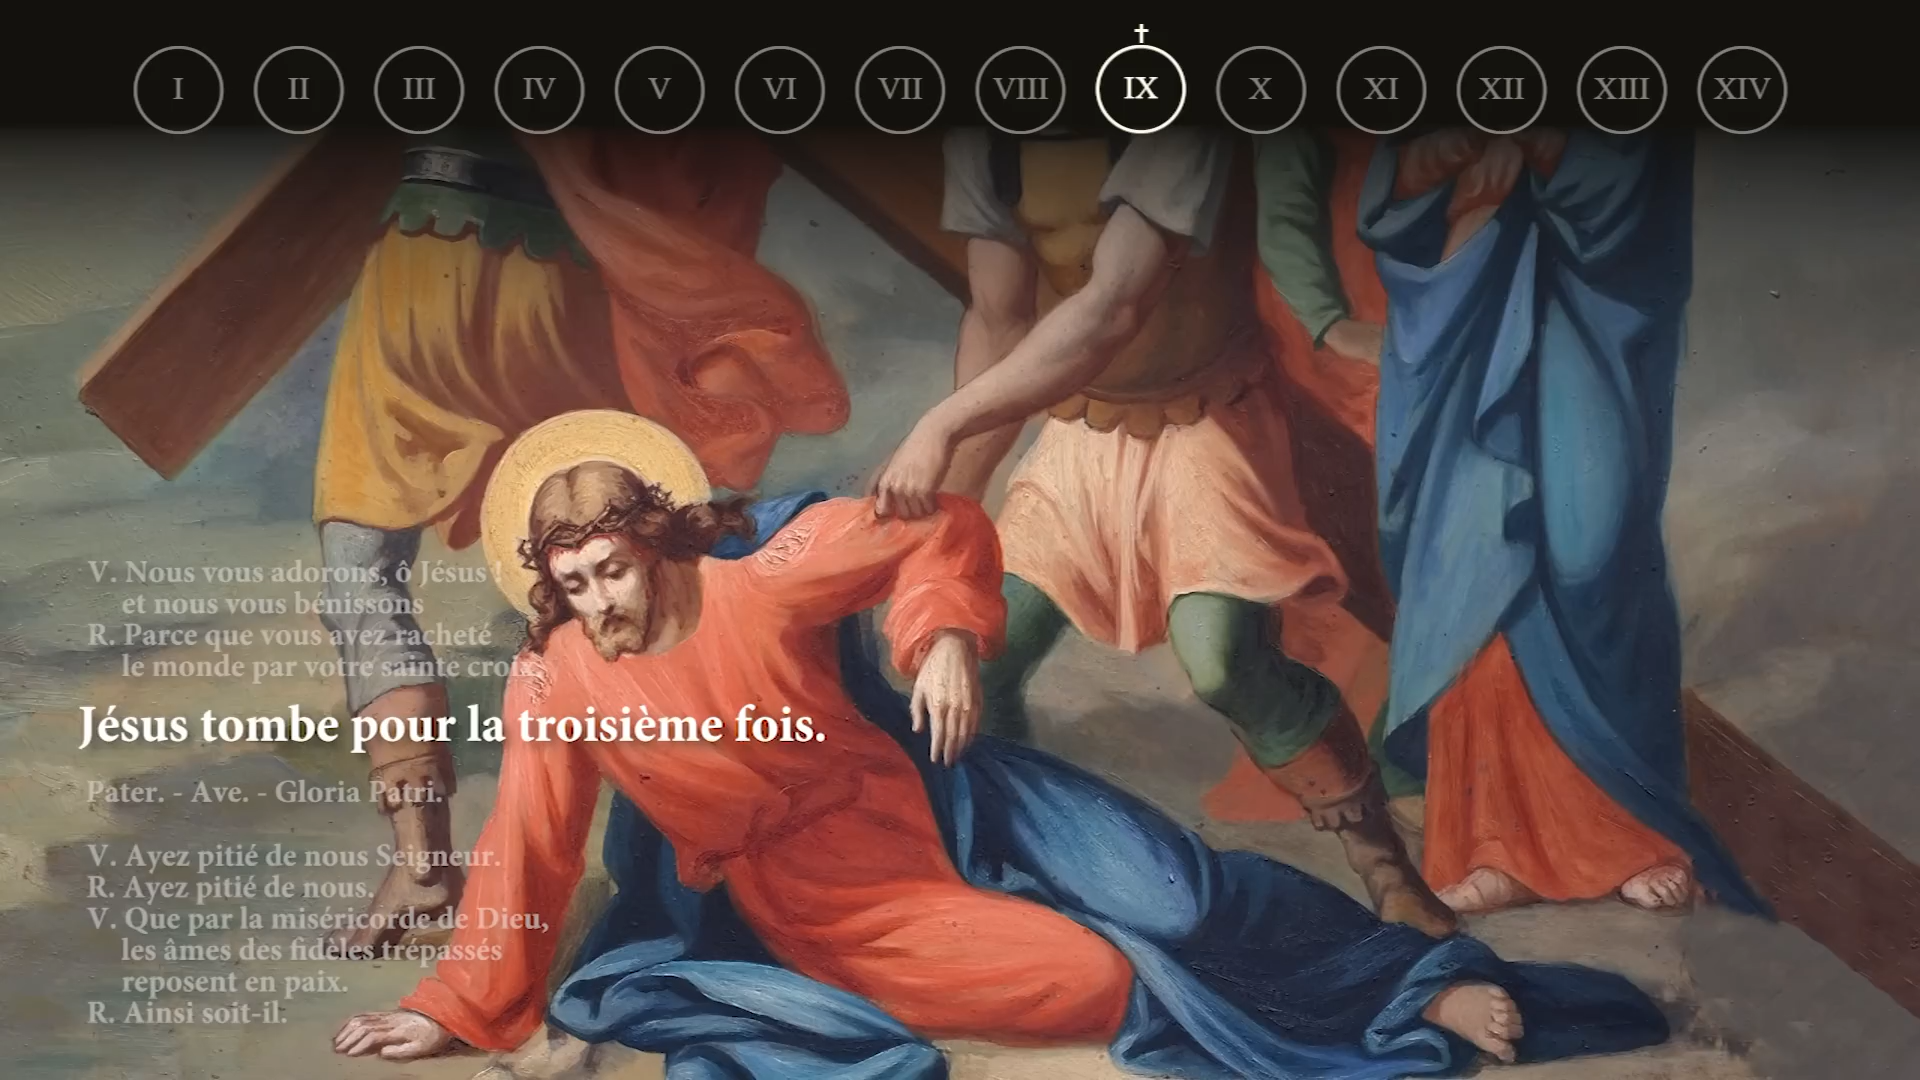 I II III IV V VI VII VIII IX X XI XII XIII XIV
V. Nous vous adorons, ô Jésus !
et nous vous bénissons
R. Parce que vous avez racheté
le monde par votre sainte croix.
Jésus tombe pour la troisième fois.
Pater. - Ave. - Gloria Patri.
V. Ayez pitié de nous Seigneur.
R. Ayez pitié de nous.
V. Que par la miséricorde de Dieu,
les âmes des fidèles trépassés
reposent en paix.
R. Ainsi soit-il.